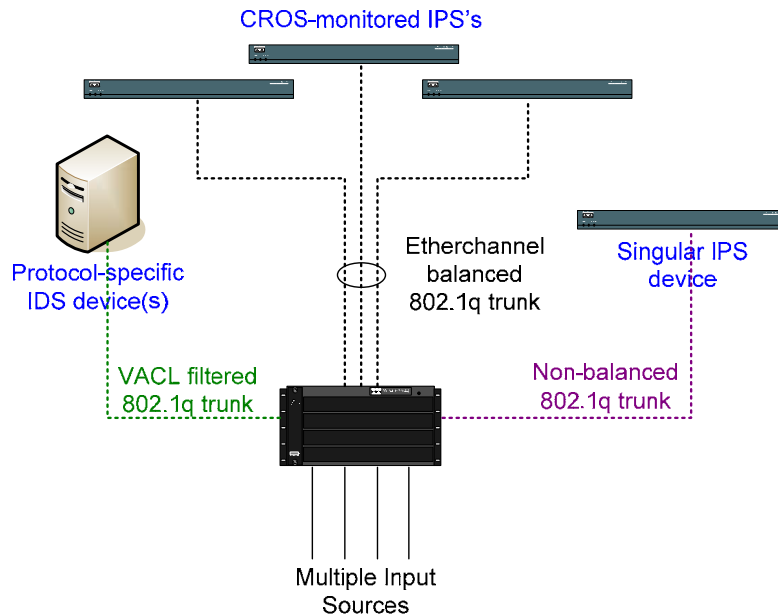 CROS-monitored IPS's
Protocol-specific
IDS device(s)
Etherchannel
balanced
802.1q trunk
Singular IPS
device
VACL filtered
802.1q trunk
Non-balanced
802.1q trunk
Multiple Input
Sources